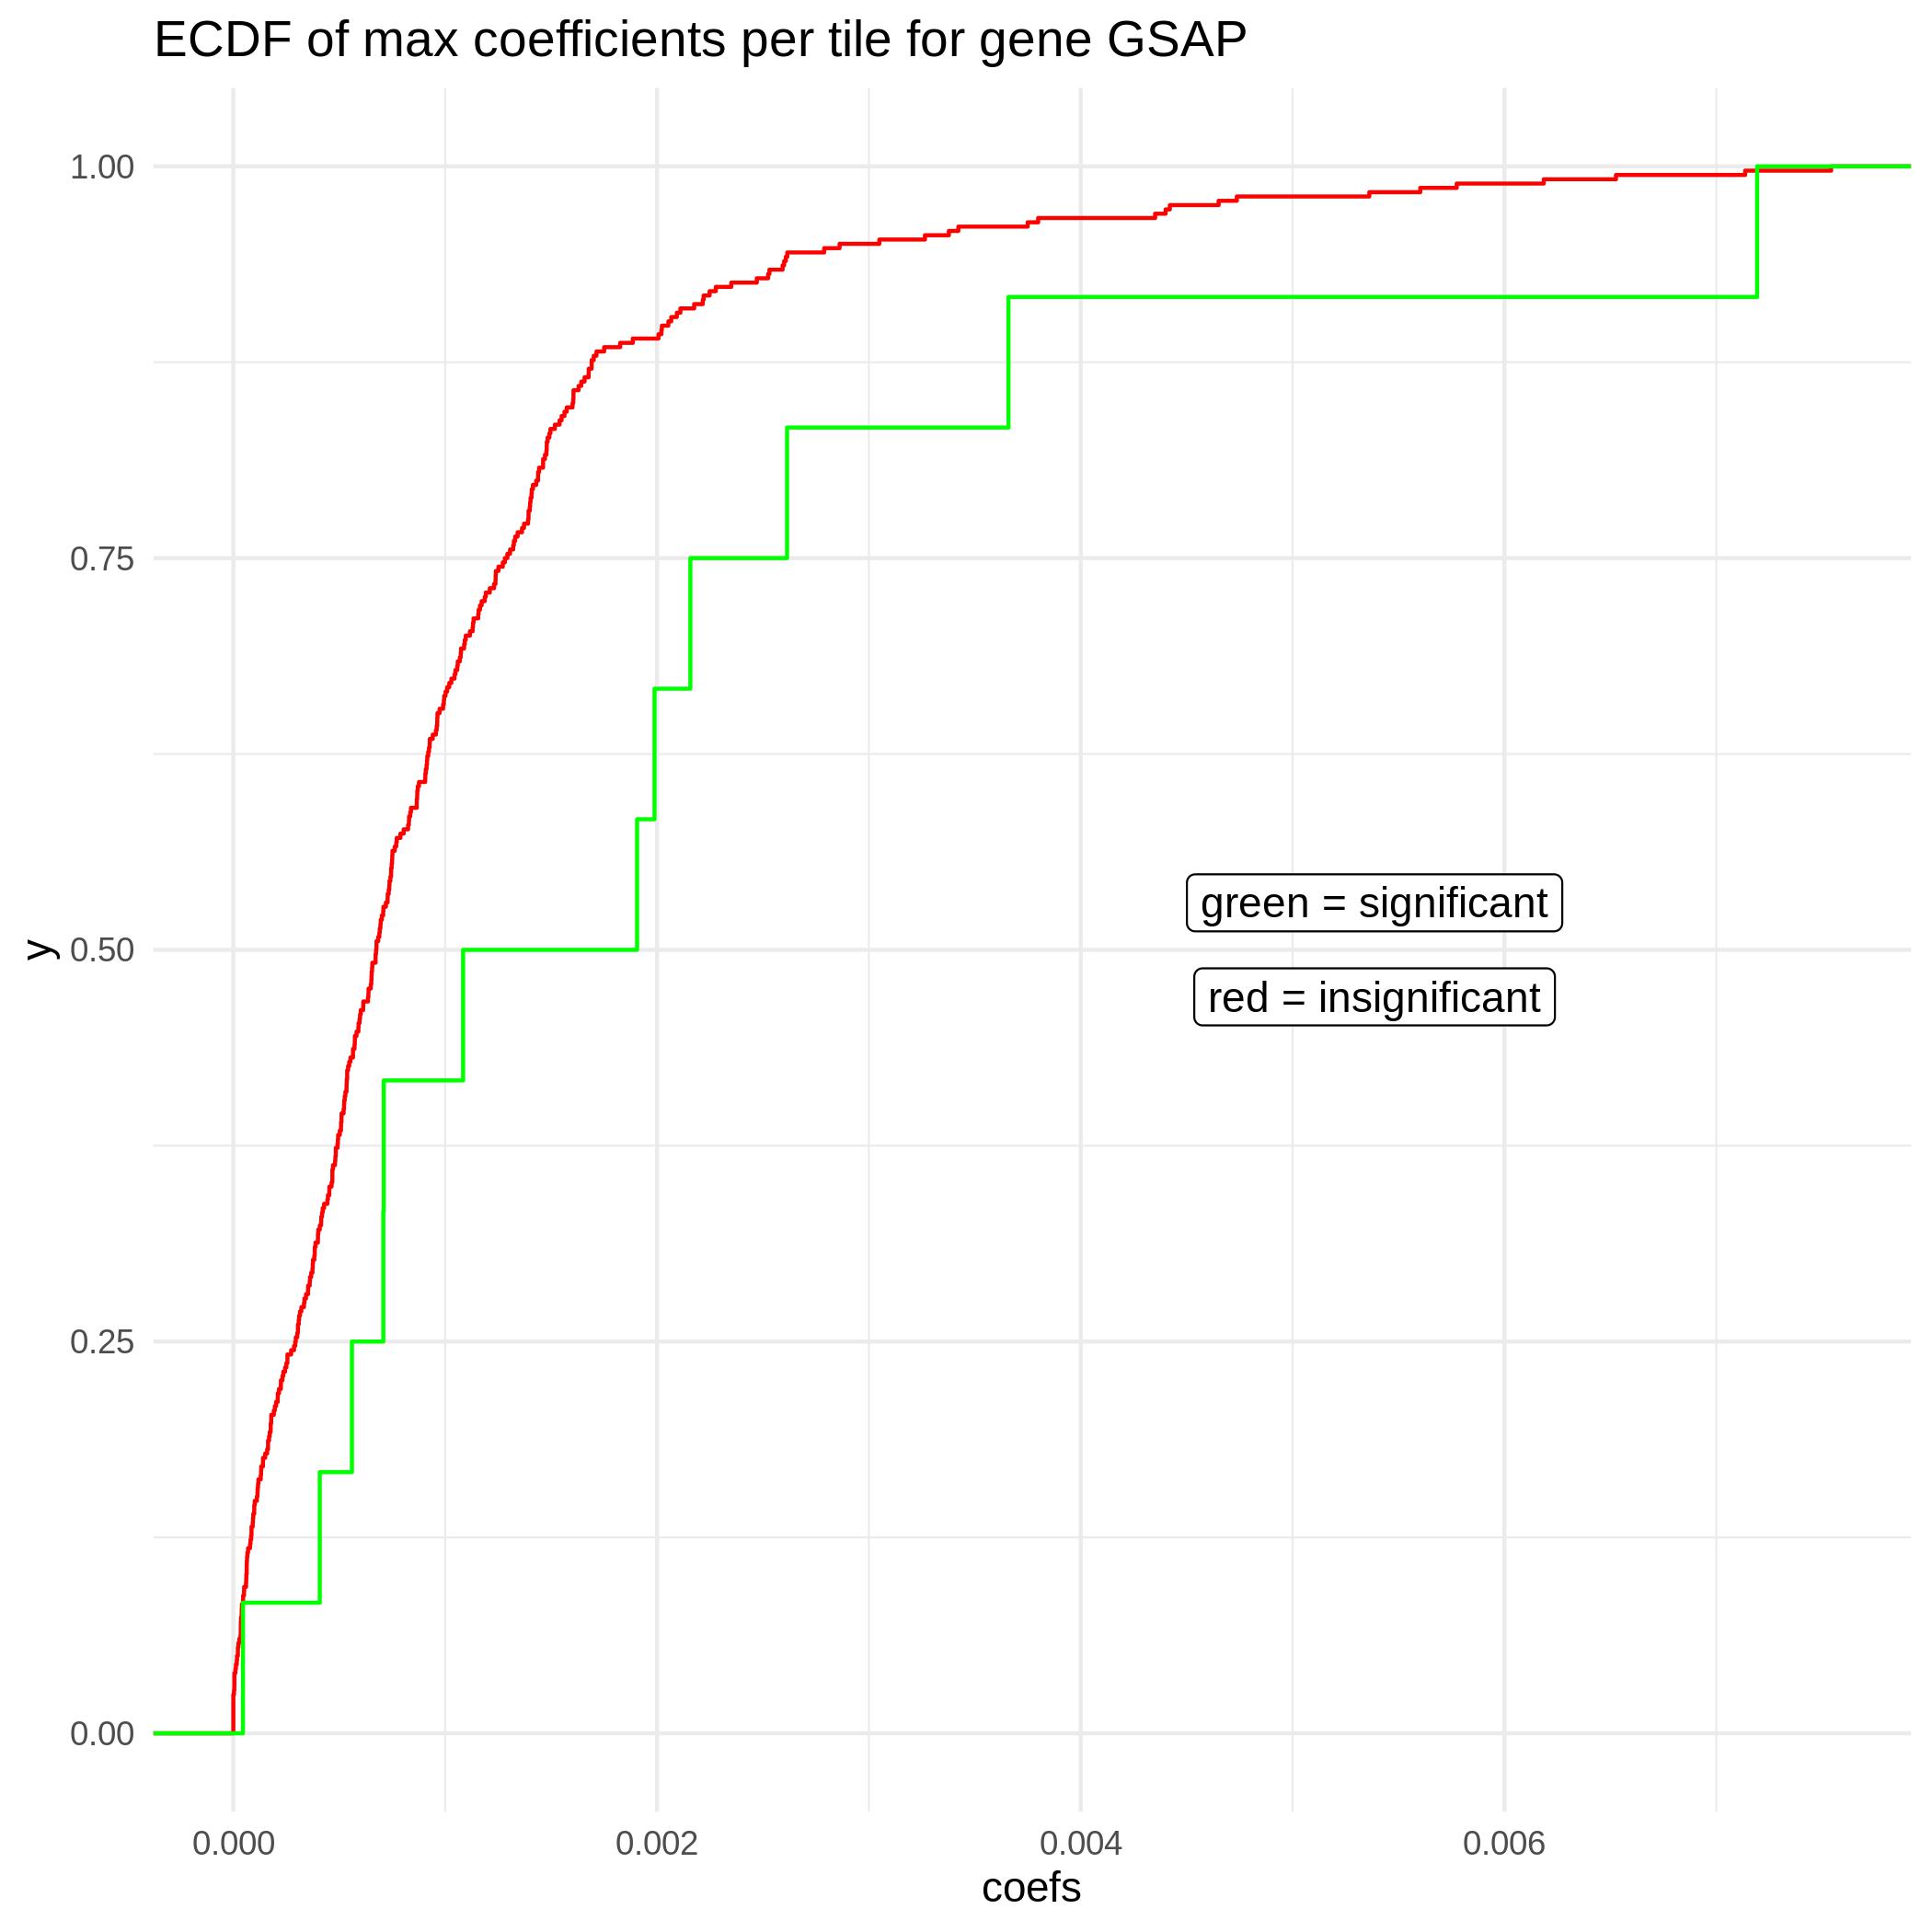 ECDF of max coefficients per tile for gene GSAP
1.00
0.75
0.50
0.25
0.00
y
green = significant
red = insignificant
0.000 0.002 0.004 0.006
coefs